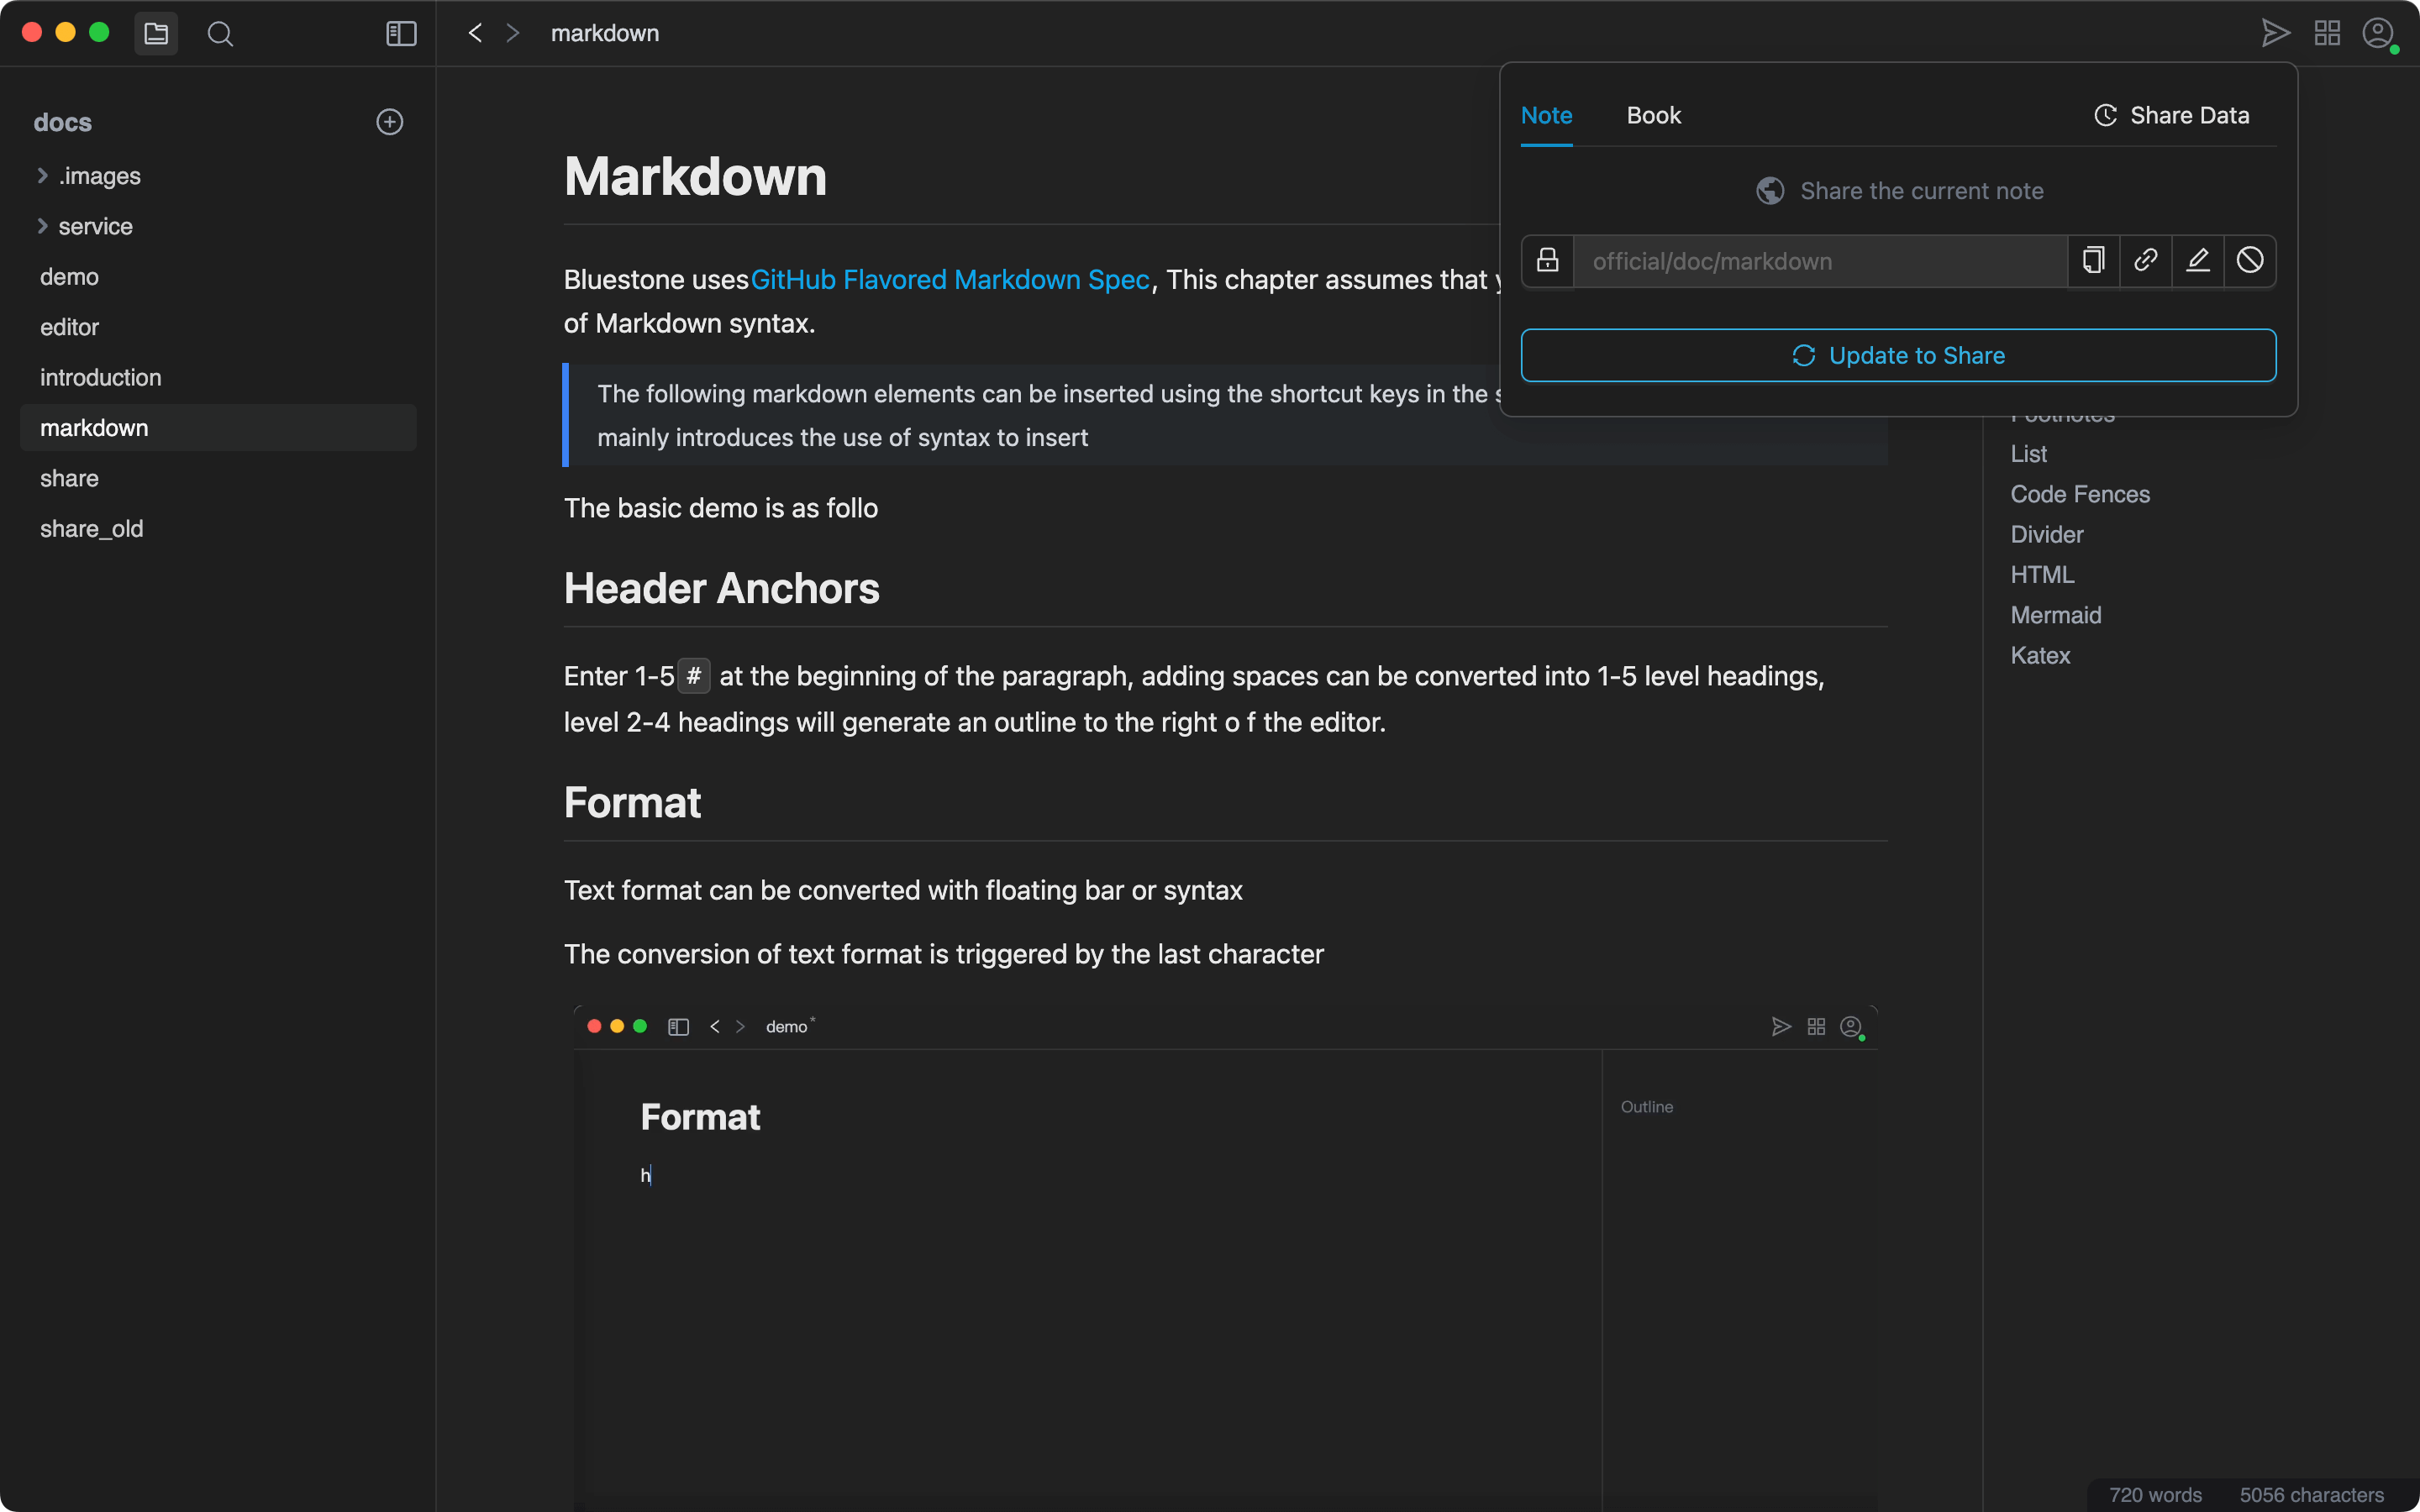 markdown
docs
.images
service
demo
editor
introduction
markdown
share
share_old
Markdown
Bluestone uses GitHub Flavored Markdown Spec, This chapter assumes that
of Markdown syntax.
The following markdown elements can be inserted using the shortcut keys in the
mainly introduces the use of syntax to insert
The basic demo is as follo
Header Anchors
Enter 1-5 # at the beginning of the paragraph, adding spaces can be converted into 1-5 level headings,
level 2-4 headings will generate an outline to the right o f the editor.
Format
Text format can be converted with floating bar or syntax
The conversion of text format is triggered by the last character
demo*
Format
h
Outline
Note
Book
Share Data
Share the current note
official/doc/markdown
Update to Share
Footnotes
List
Code Fences
Divider
HTML
Mermaid
Katex
720 words
5056 characters